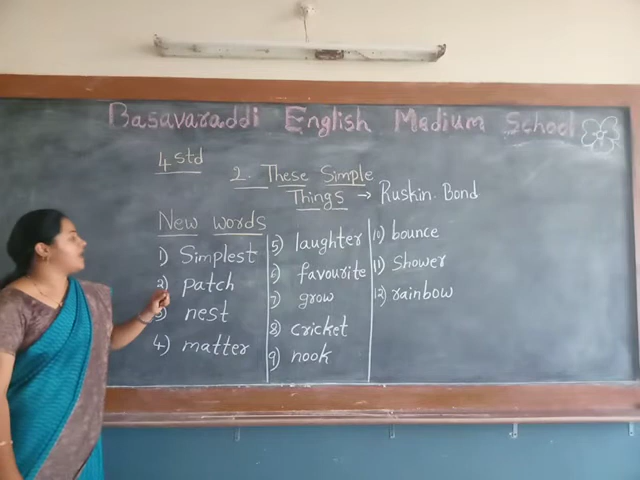 Basavaraddi English Medium School
4 std
2. These Simple
Things → Ruskin Bond
New words
1) Simplest
2) patch
3) nest
4) matter
5) laughter
6) favourite
7) grow
8) cricket
9) nook
10) bounce
11) Shower
12) rainbow